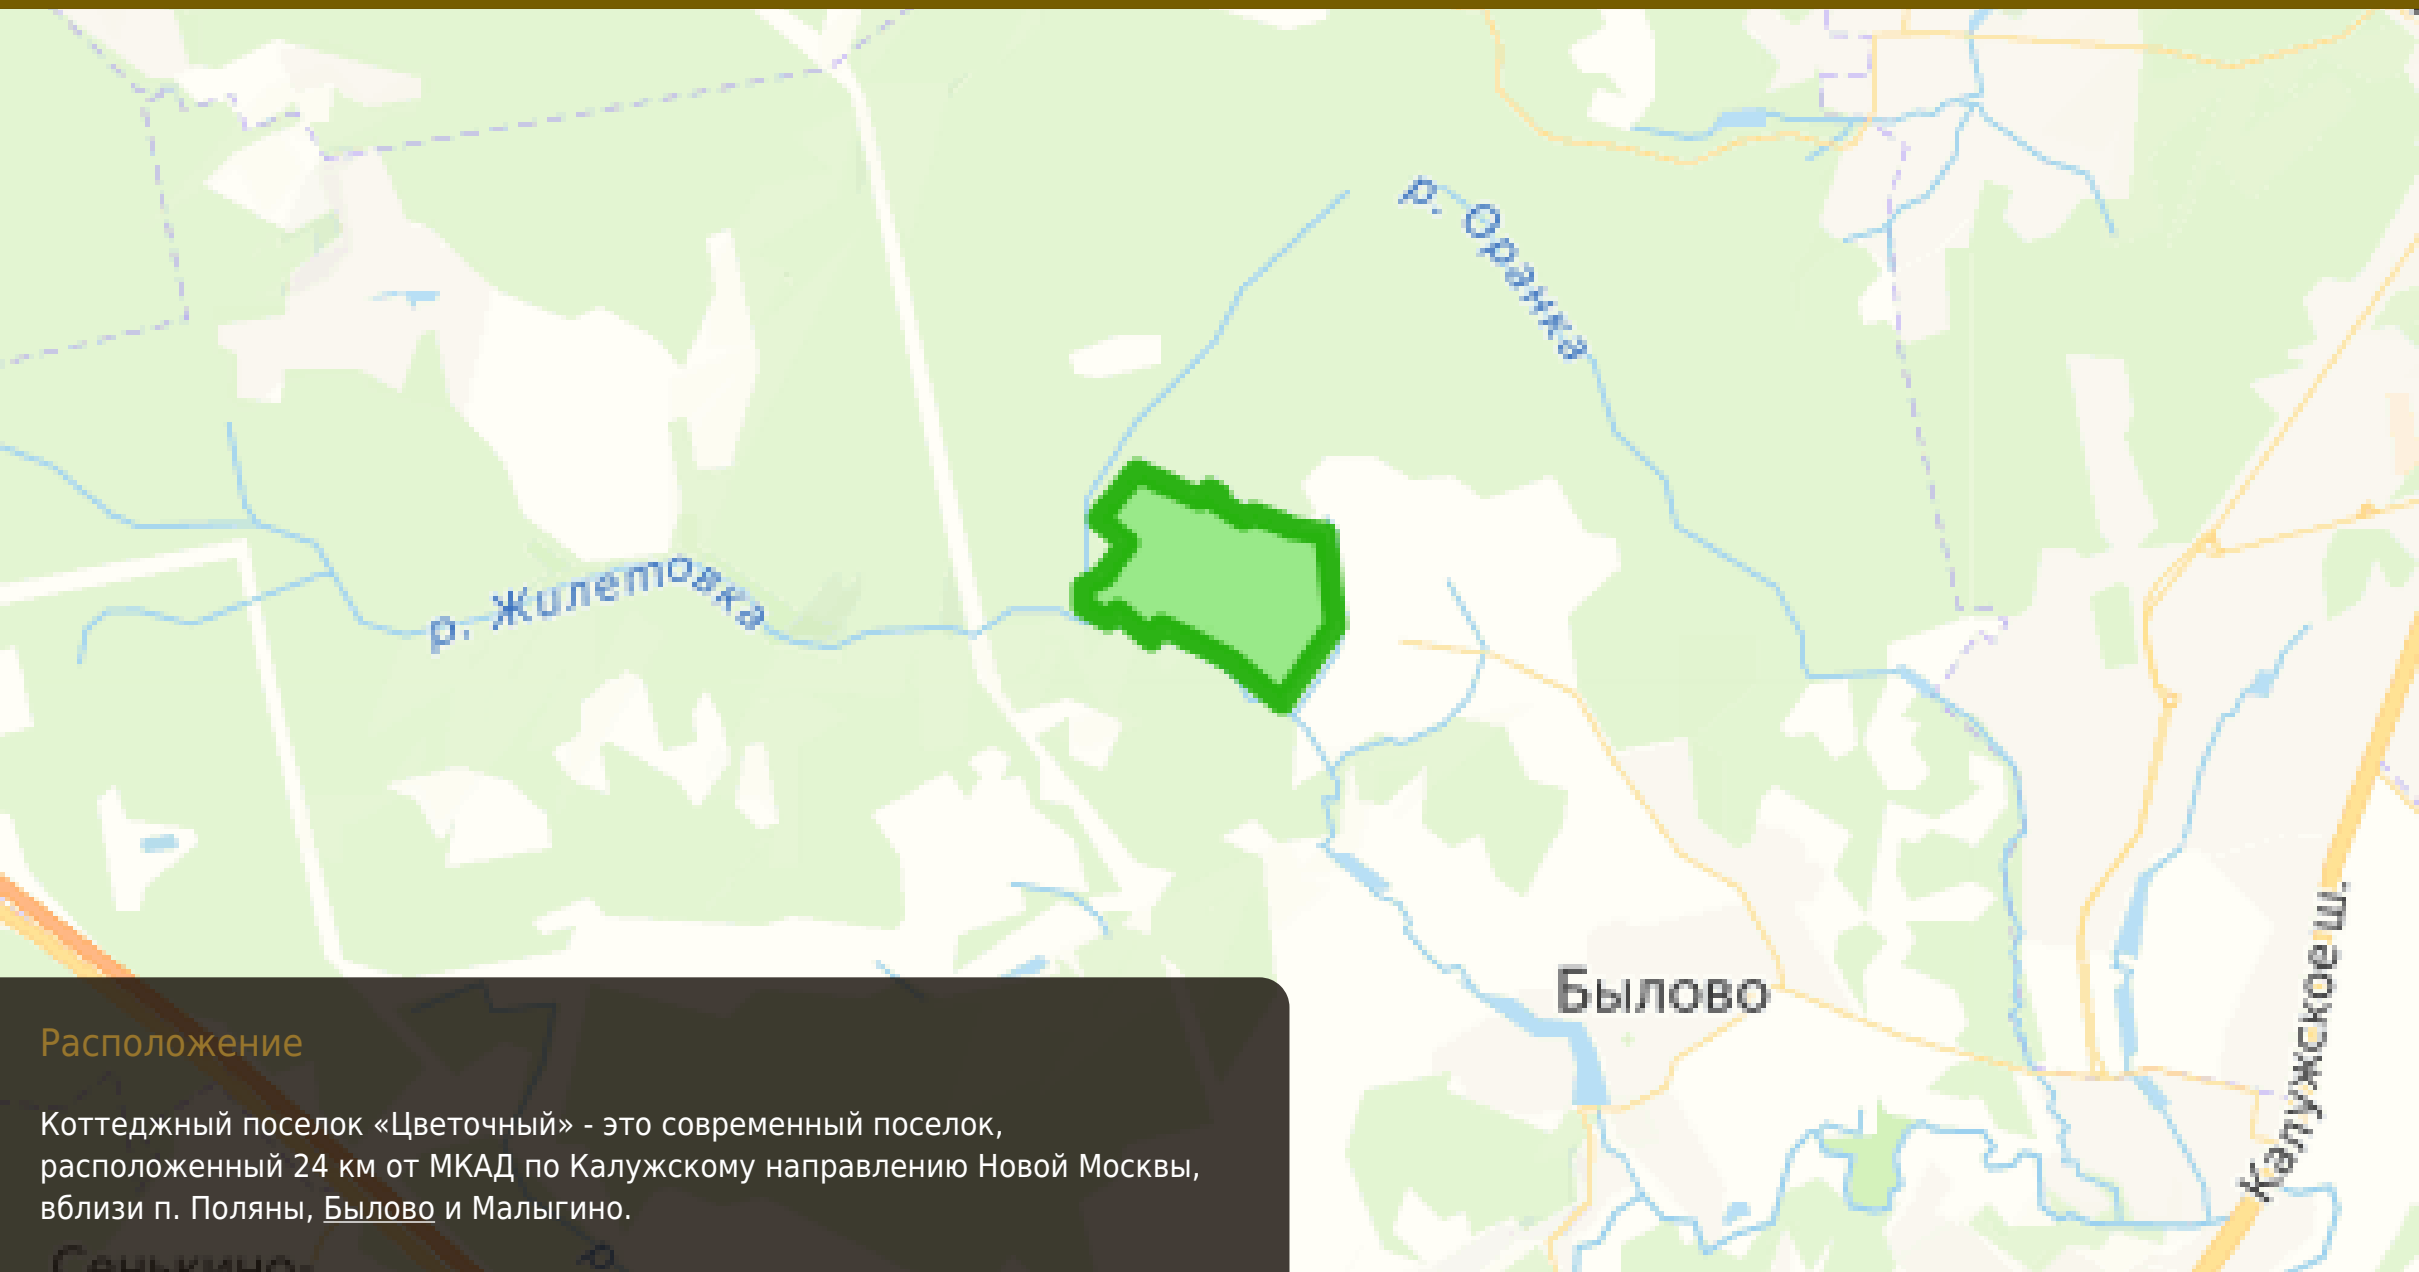 р. Оранка
р. Жилетовка
Былово
Калужское ш.
Расположение
Коттеджный поселок «Цветочный» - это современный поселок,
расположенный 24 км от МКАД по Калужскому направлению Новой Москвы,
вблизи п. Поляны, Былово и Малыгино.
Сенькино-